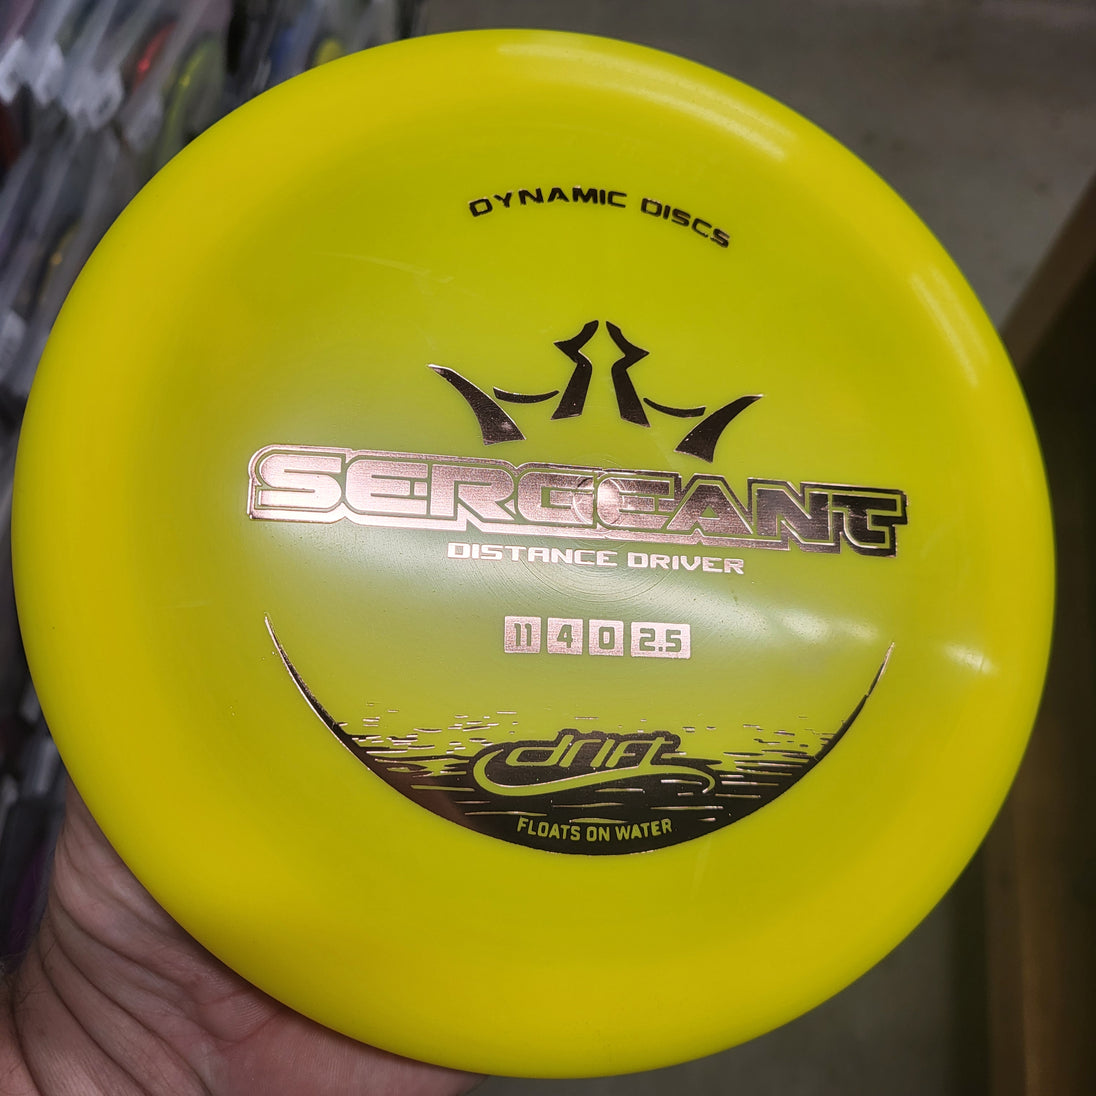 DYNAMIC DISCS
SERGEANT
DISTANCE DRIVER
11 4 0 2.5
drift
FLOATS ON WATER